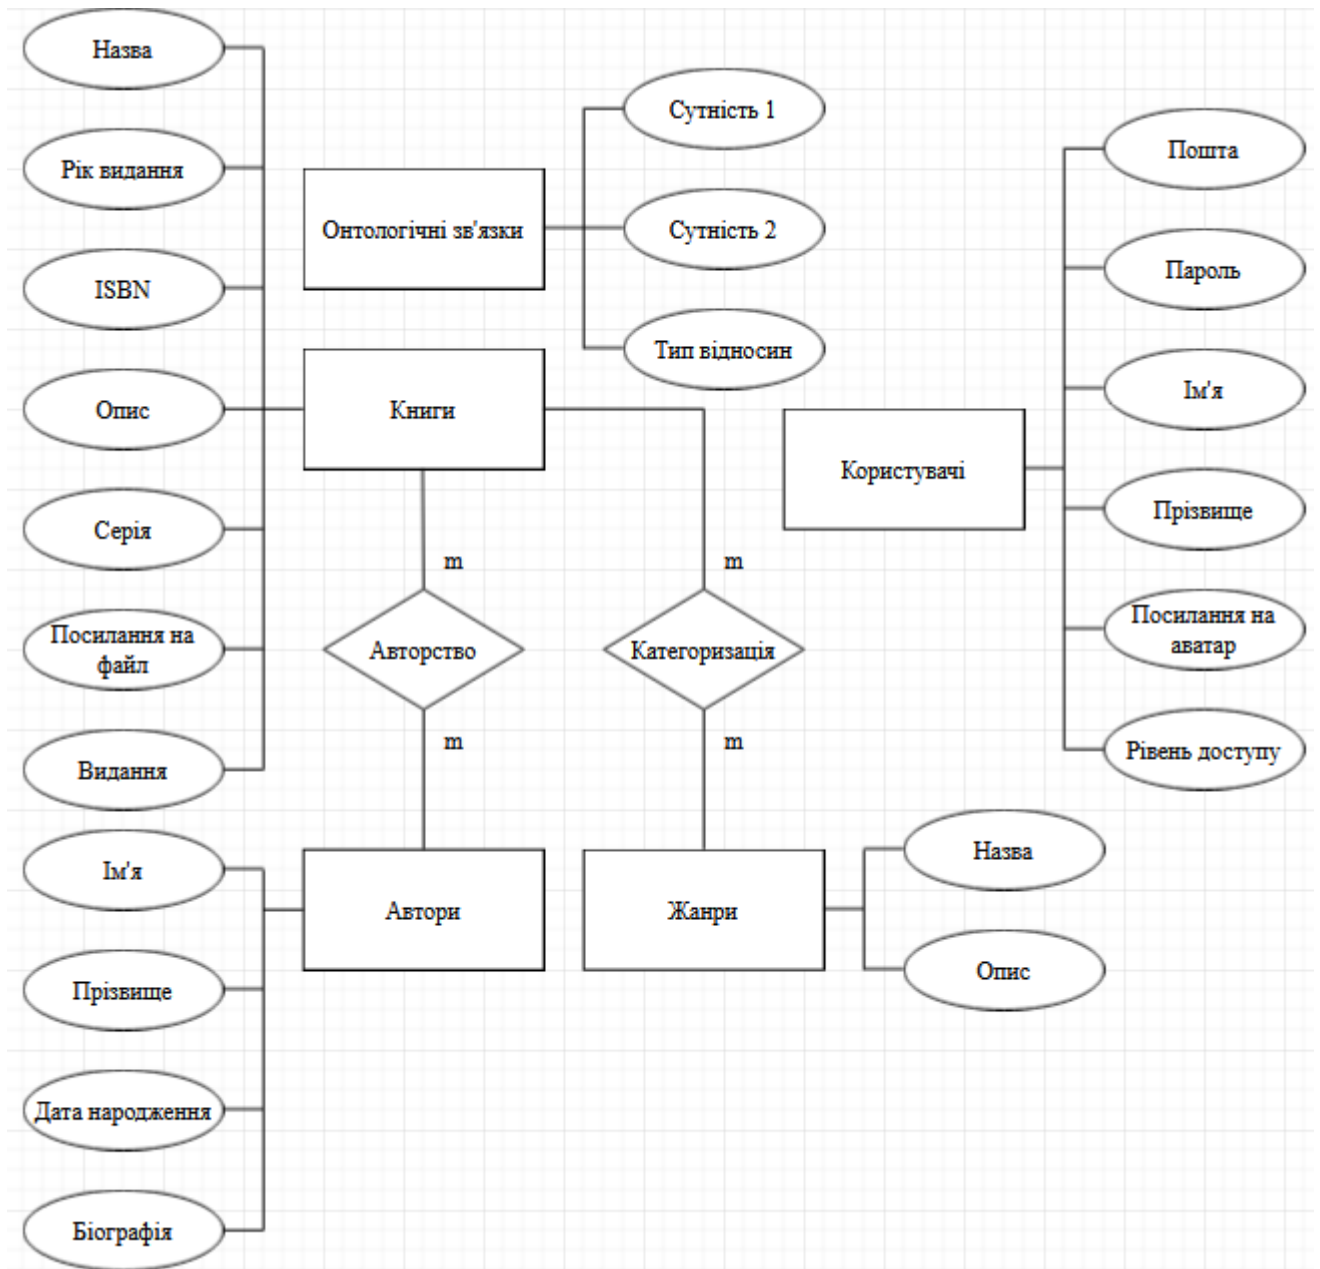 Назва
Рік видання
ISBN
Опис
Серія
Посилання на
файл
Видання
Онтологічні зв'язки
Сутність 1
Сутність 2
Тип відносин
Книги
m
Авторство
m
m
Категоризація
m
Користувачі
Пошта
Пароль
Ім'я
Прізвище
Посилання на
аватар
Рівень доступу
Автори
Ім'я
Прізвище
Дата народження
Біографія
Жанри
Назва
Опис